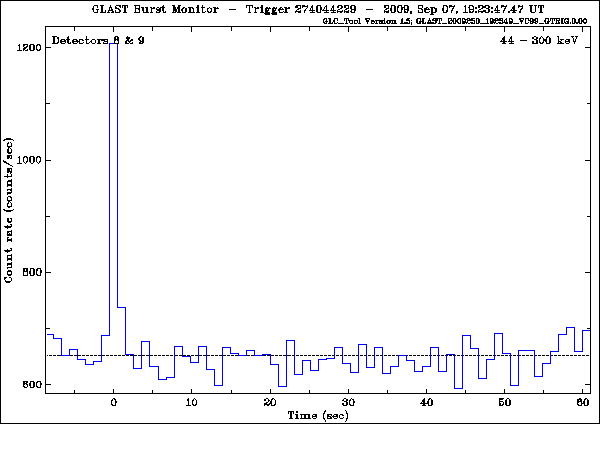 GLAST Burst Monitor - Trigger 274044229 - 2009, Sep 07, 19:23:47.47 UT
GLC_Tool Version 1.5; GLAST_2009250_192349_VC99_GTRIG.0.00
Detectors 8 & 9
44 - 300 keV
Count rate (counts/sec)
1200
1000
800
600
0 10 20 30 40 50 60
Time (sec)